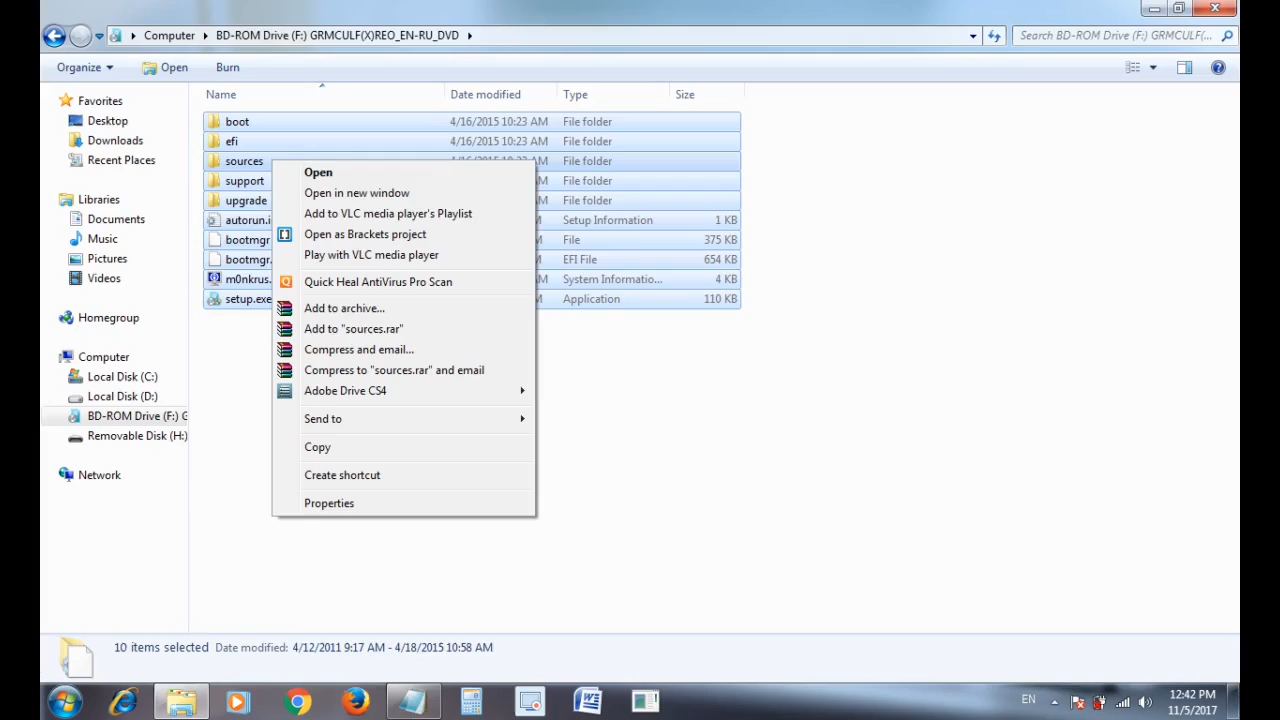 Computer BD-ROM Drive (F:) GRMCULF(X)REO_EN-RU_DVD
Search BD-ROM Drive (F:) GRMCULF(...
Organize Open Burn
Name Date modified Type Size
Favorites
Desktop
Downloads
Recent Places
Libraries
Documents
Music
Pictures
Videos
Homegroup
Computer
Local Disk (C:)
Local Disk (D:)
BD-ROM Drive (F:) G
Removable Disk (H:)
Network
boot 4/16/2015 10:23 AM File folder
efi 4/16/2015 10:23 AM File folder
sources 4/16/2015 10:23 AM File folder
support AM File folder
upgrade AM File folder
autorun.i M Setup Information 1 KB
bootmgr M File 375 KB
bootmgr. M EFI File 654 KB
m0nkrus. AM System Informatio... 4 KB
setup.exe M Application 110 KB
Open
Open in new window
Add to VLC media player's Playlist
Open as Brackets project
Play with VLC media player
Quick Heal AntiVirus Pro Scan
Add to archive...
Add to "sources.rar"
Compress and email...
Compress to "sources.rar" and email
Adobe Drive CS4
Send to
Copy
Create shortcut
Properties
10 items selected Date modified: 4/12/2011 9:17 AM - 4/18/2015 10:58 AM
EN
12:42 PM
11/5/2017